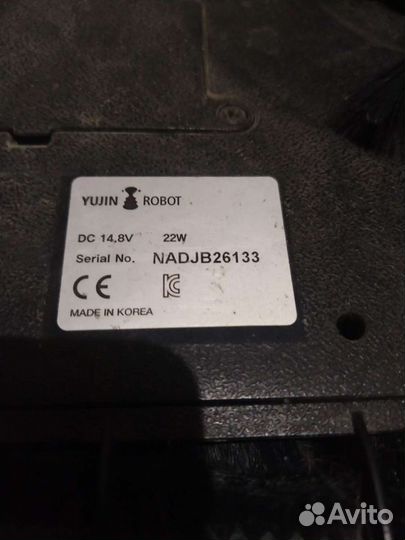 YUJIN ROBOT
DC 14,8V 22W
Serial No. NADJB26133
CE
MADE IN KOREA
Avito